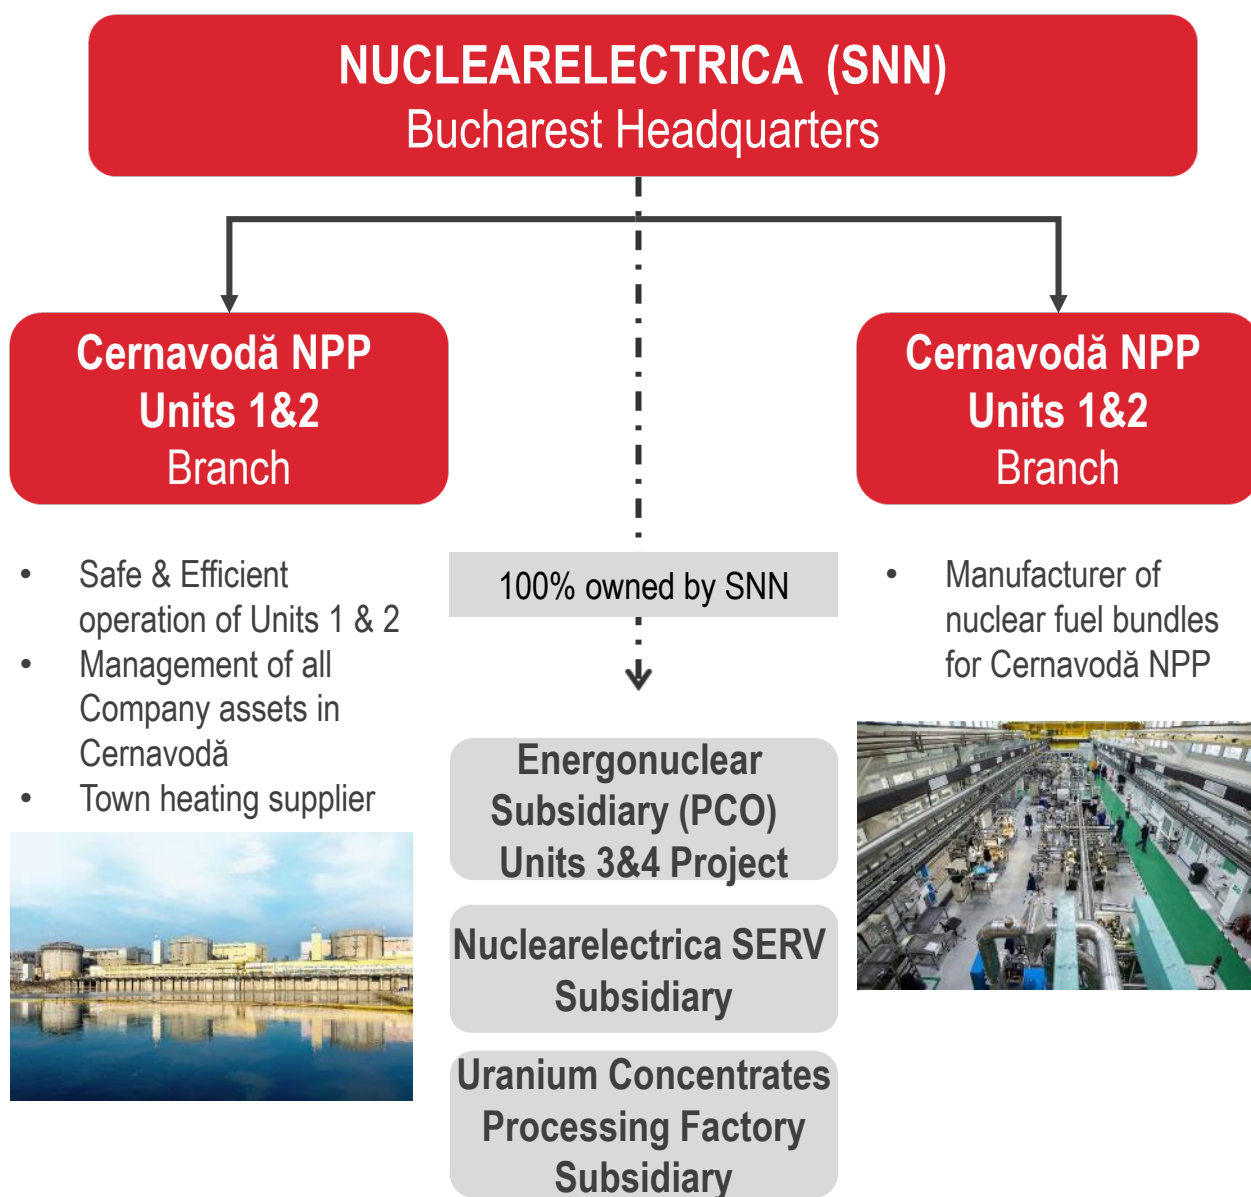 NUCLEARELECTRICA (SNN)
Bucharest Headquarters
Cernavodă NPP
Units 1&2
Branch
• Safe & Efficient
operation of Units 1 & 2
• Management of all
Company assets in
Cernavodă
• Town heating supplier
100% owned by SNN
Energonuclear
Subsidiary (PCO)
Units 3&4 Project
Nuclearelectrica SERV
Subsidiary
Uranium Concentrates
Processing Factory
Subsidiary
Cernavodă NPP
Units 1&2
Branch
• Manufacturer of
nuclear fuel bundles
for Cernavodă NPP